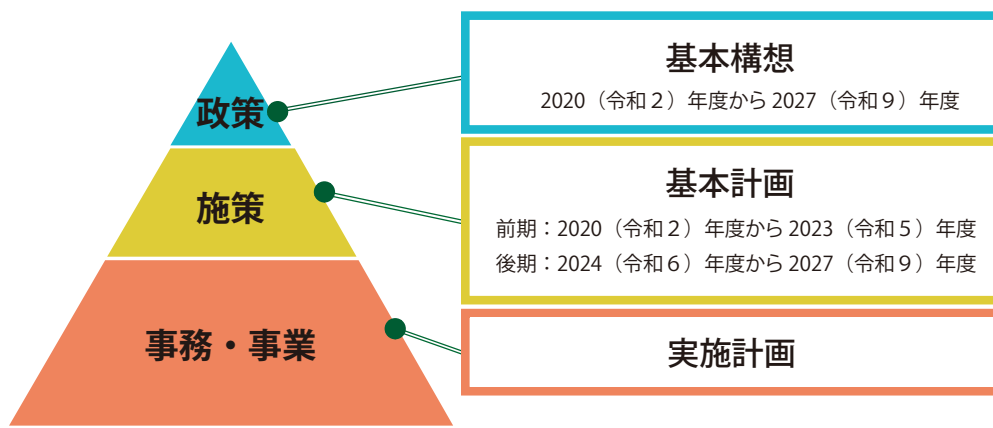 政策
施策
事務・事業
基本構想
2020（令和２）年度から 2027（令和９）年度
基本計画
前期：2020（令和２）年度から 2023（令和５）年度
後期：2024（令和６）年度から 2027（令和９）年度
実施計画